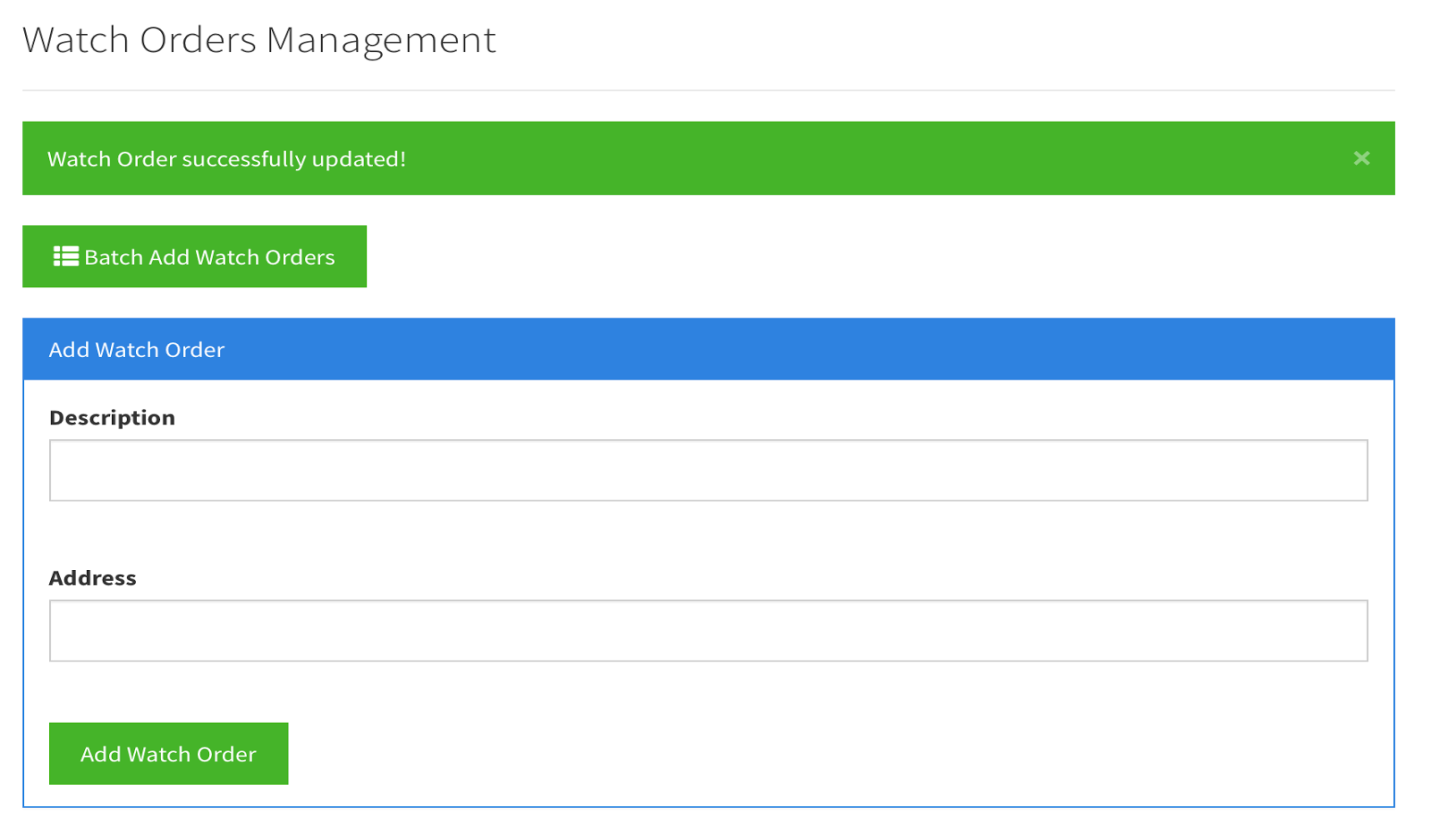 Watch Orders Management
Watch Order successfully updated!
×
Batch Add Watch Orders
Add Watch Order
Description
Address
Add Watch Order